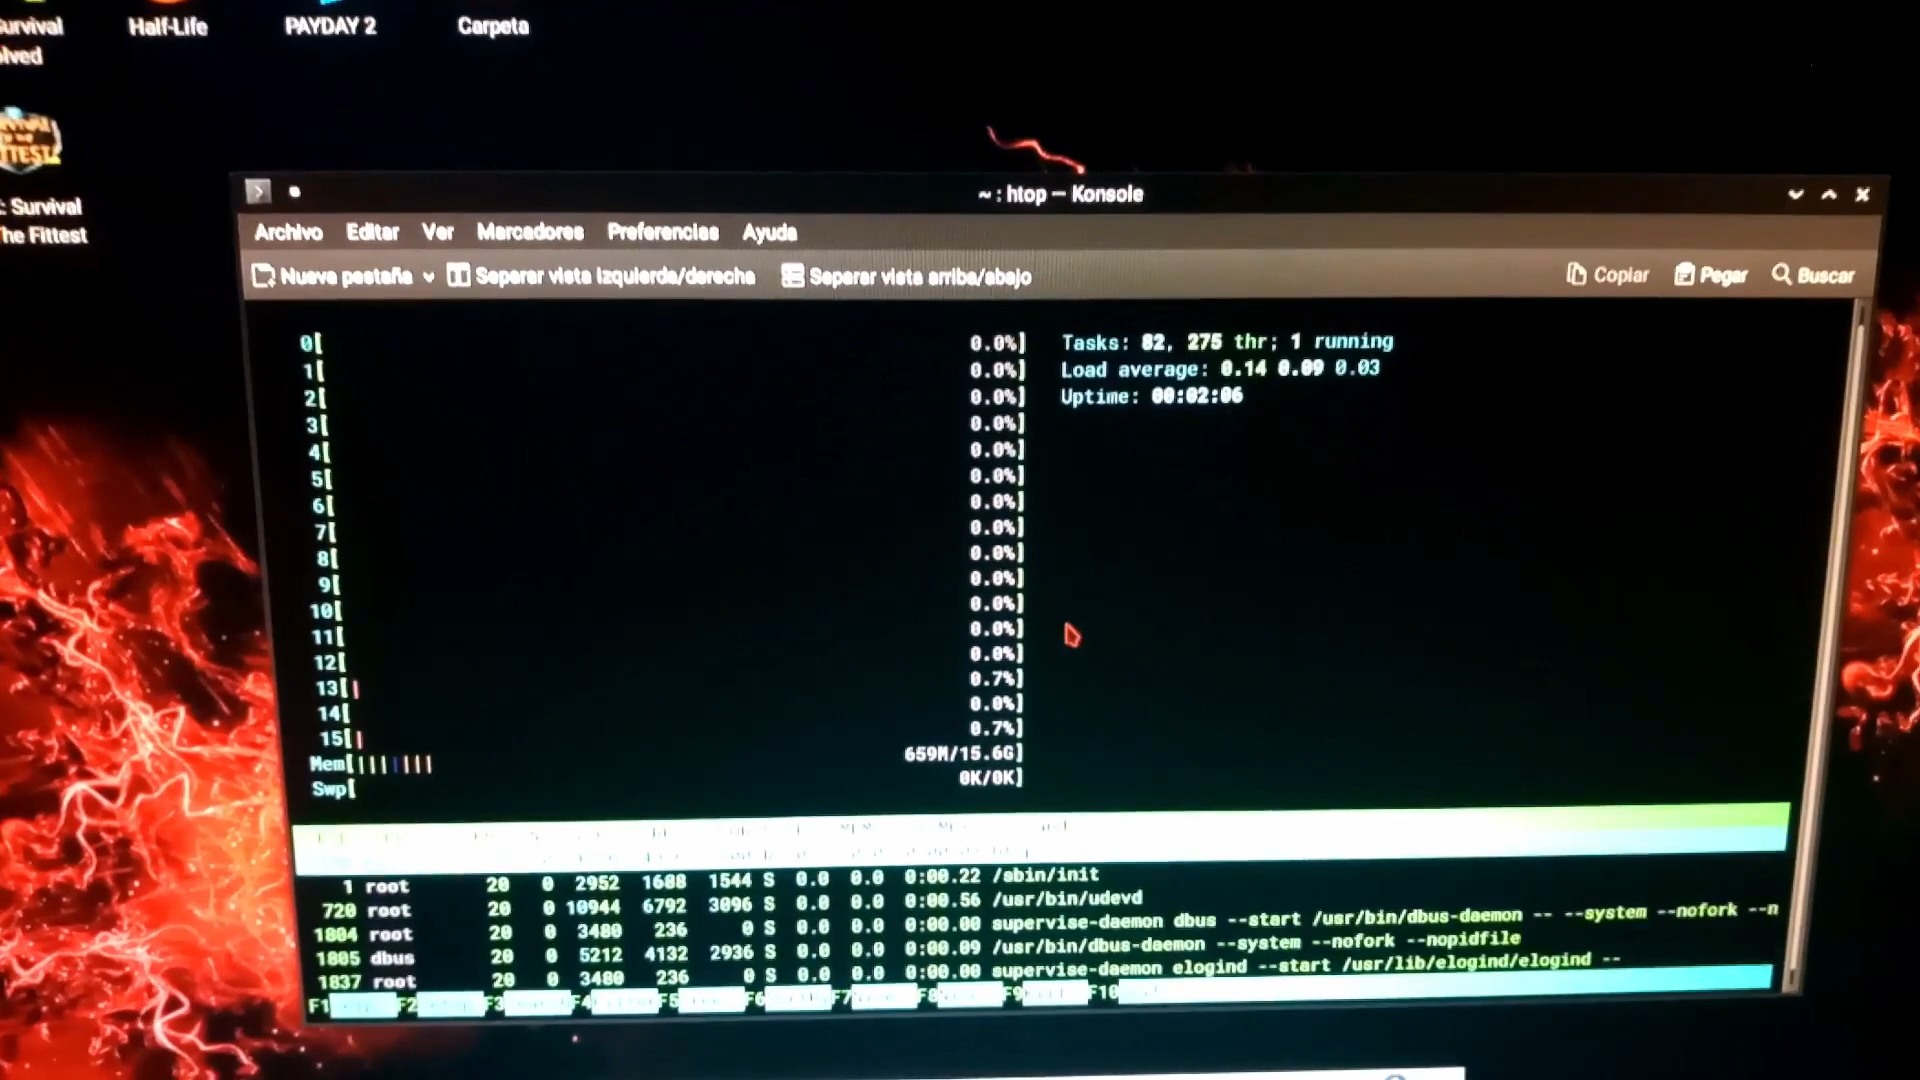 Survival
Half-Life
PAYDAY 2
Carpeta
: Survival
The Fittest
~ : htop — Konsole
Archivo Editar Ver Marcadores Preferencias Ayuda
Nueva pestaña Separar vista izquierda/derecha Separar vista arriba/abajo Copiar Pegar Buscar
0[ 0.0%] Tasks: 82, 275 thr; 1 running
1[ 0.0%] Load average: 0.14 0.09 0.03
2[ 0.0%] Uptime: 00:02:06
3[ 0.0%]
4[ 0.0%]
5[ 0.0%]
6[ 0.0%]
7[ 0.0%]
8[ 0.0%]
9[ 0.0%]
10[ 0.0%]
11[ 0.0%]
12[ 0.0%]
13[| 0.7%]
14[ 0.0%]
15[| 0.7%]
Mem[|||||||| 659M/15.6G]
Swp[ 0K/0K]
1 root 20 0 2952 1688 1544 S 0.0 0.0 0:00.22 /sbin/init
720 root 20 0 10944 6792 3096 S 0.0 0.0 0:00.56 /usr/bin/udevd
1804 root 20 0 3480 236 0 S 0.0 0.0 0:00.00 supervise-daemon dbus --start /usr/bin/dbus-daemon -- --system --nofork --n
1805 dbus 20 0 5212 4132 2936 S 0.0 0.0 0:00.09 /usr/bin/dbus-daemon --system --nofork --nopidfile
1837 root 20 0 3480 236 0 S 0.0 0.0 0:00.00 supervise-daemon elogind --start /usr/lib/elogind/elogind --
F1 F2 F3 F4 F5 F6 F7 F8 F9 F10